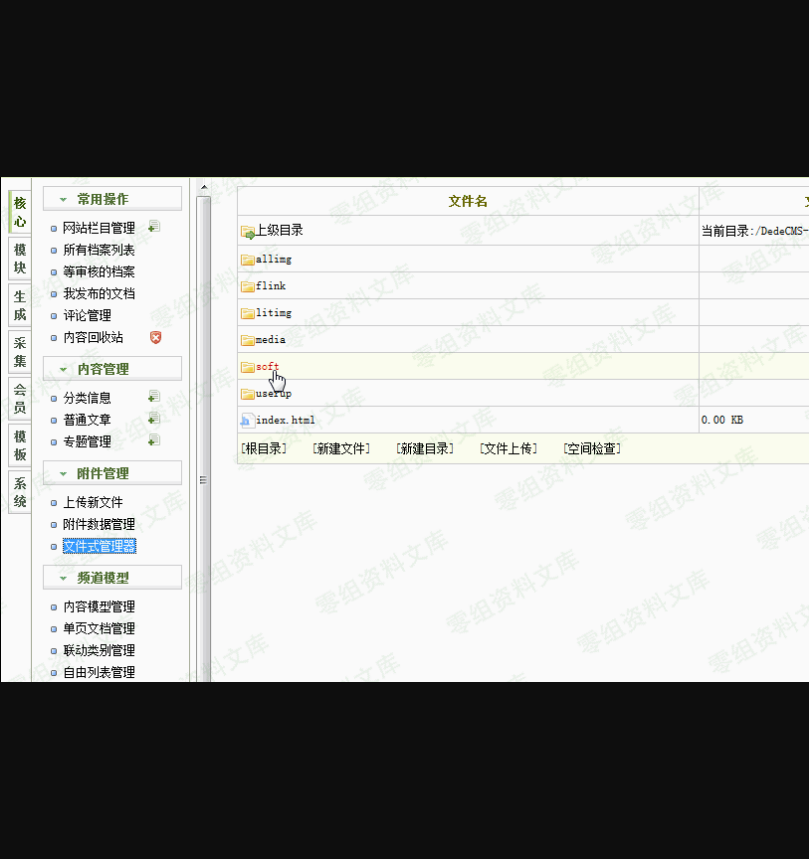 核心
模块
生成
采集
会员
模板
系统
常用操作
网站栏目管理
所有档案列表
等审核的档案
我发布的文档
评论管理
内容回收站
内容管理
分类信息
普通文章
专题管理
附件管理
上传新文件
附件数据管理
文件式管理器
频道模型
内容模型管理
单页文档管理
联动类别管理
自由列表管理
文件名
上级目录 当前目录:/DedeCMS-
allimg
flink
litimg
media
soft
userup
index.html 0.00 KB
[根目录] [新建文件] [新建目录] [文件上传] [空间检查]
零组资料文库